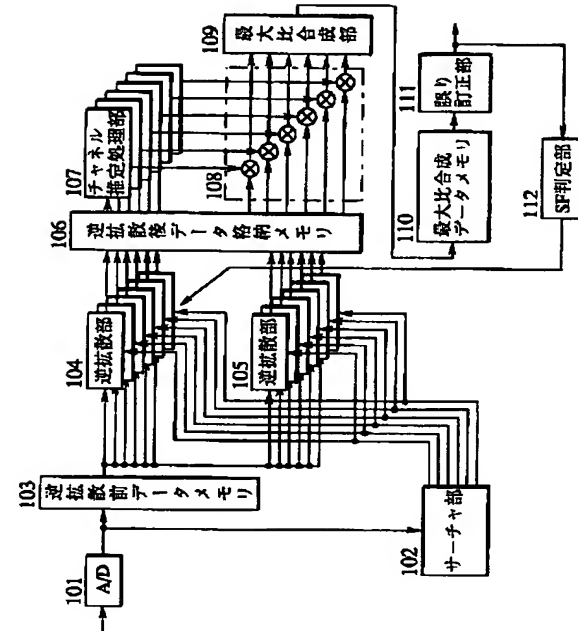 101
A/D
103
逆拡散前データメモリ
102
サーチャ部
104
逆拡散部
105
逆拡散部
106
逆拡散後データ格納メモリ
107
チャネル
推定処理部
108
109
最大比合成部
110
最大比合成
データメモリ
111
誤り
訂正部
112
SF判定部